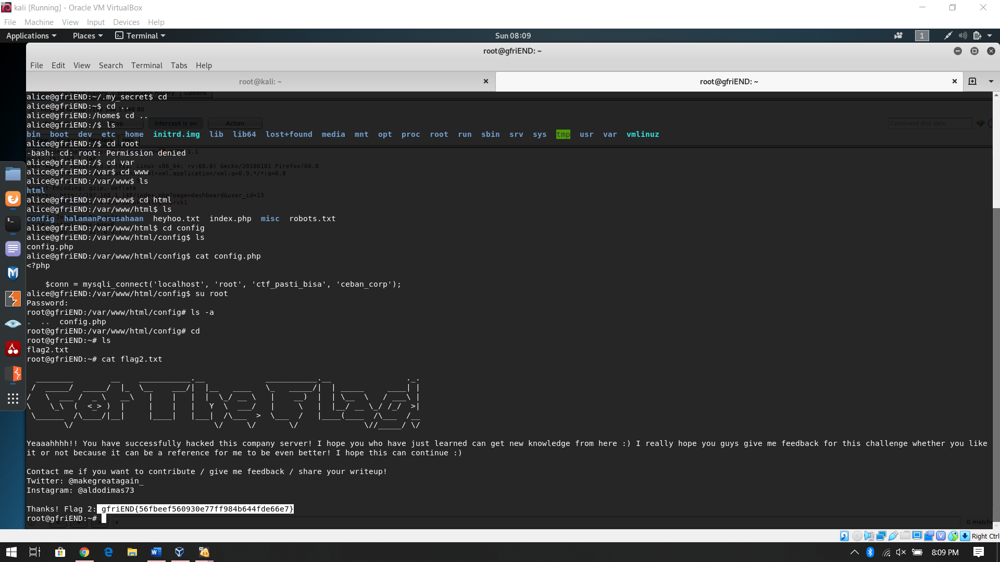 kali [Running] - Oracle VM VirtualBox
File Machine View Input Devices Help
Applications Places Terminal Sun 08:09 1
root@gfriEND: ~
File Edit View Search Terminal Tabs Help
root@kali: ~ root@gfriEND: ~
alice@gfriEND:~/.my_secret$ cd
alice@gfriEND:~$ cd ..
alice@gfriEND:/home$ cd ..
alice@gfriEND:/$ ls
Intercept is on Action Comment this item
bin boot dev etc home initrd.img lib lib64 lost+found media mnt opt proc root run sbin srv sys tmp usr var vmlinuz
alice@gfriEND:/$ cd root
-bash: cd: root: Permission denied
alice@gfriEND:/$ cd var
alice@gfriEND:/var$ cd www
alice@gfriEND:/var/www$ ls
html
alice@gfriEND:/var/www$ cd html
alice@gfriEND:/var/www/html$ ls
config halamanPerusahaan heyhoo.txt index.php misc robots.txt
alice@gfriEND:/var/www/html$ cd config
alice@gfriEND:/var/www/html/config$ ls
config.php
alice@gfriEND:/var/www/html/config$ cat config.php
<?php
$conn = mysqli_connect('localhost', 'root', 'ctf_pasti_bisa', 'ceban_corp');
alice@gfriEND:/var/www/html/config$ su root
Password:
root@gfriEND:/var/www/html/config# ls -a
. .. config.php
root@gfriEND:/var/www/html/config# cd
root@gfriEND:~# ls
flag2.txt
root@gfriEND:~# cat flag2.txt
Get The Flag!
Yeaaahhhh!! You have successfully hacked this company server! I hope you who have just learned can get new knowledge from here :) I really hope you guys give me feedback for this challenge whether you like
it or not because it can be a reference for me to be even better! I hope this can continue :)
Contact me if you want to contribute / give me feedback / share your writeup!
Twitter: @makegreatagain_
Instagram: @aldodimas73
Thanks! Flag 2: gfriEND{56fbeef560930e77ff984b644fde66e7}
root@gfriEND:~#
0 matche
Right Ctrl
8:09 PM